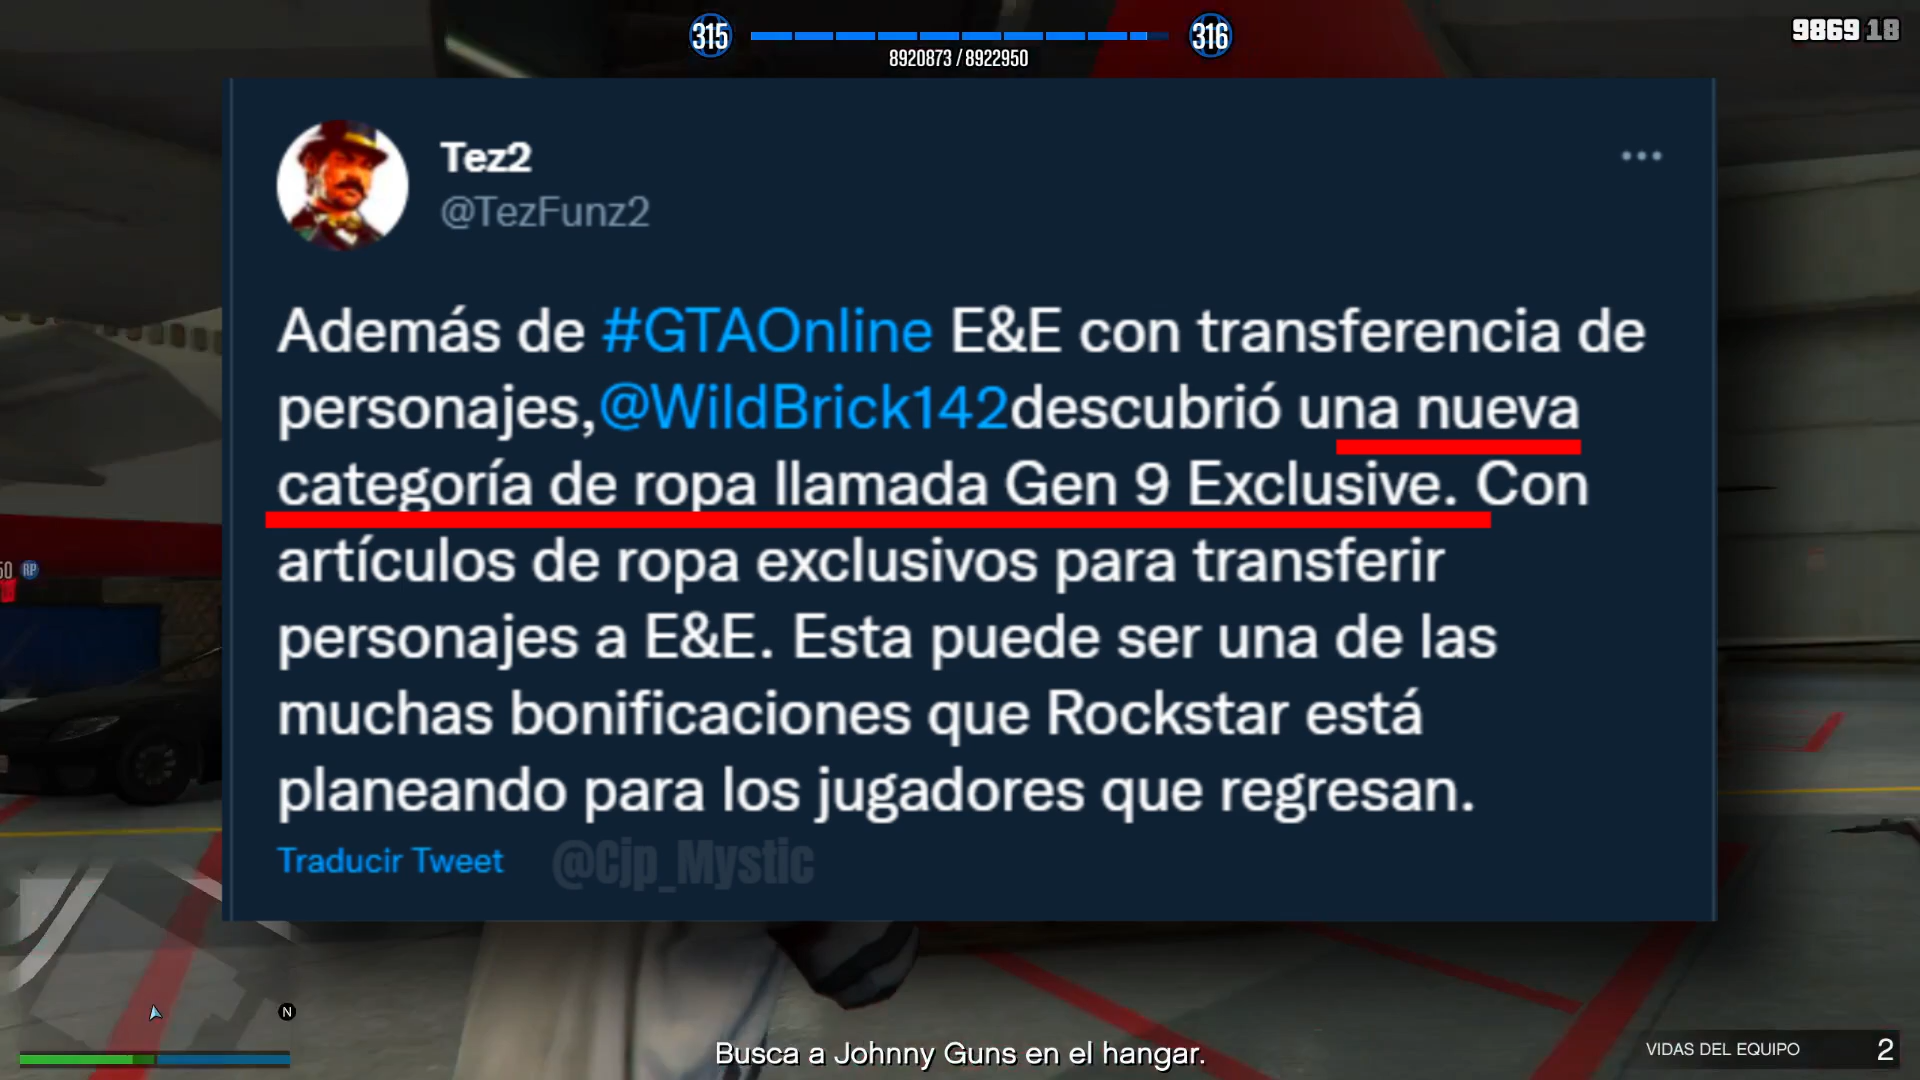 315
316
8920873 / 8922950
9869 18
Tez2
@TezFunz2
Además de #GTAOnline E&E con transferencia de
personajes,@WildBrick142descubrió una nueva
categoría de ropa llamada Gen 9 Exclusive. Con
artículos de ropa exclusivos para transferir
personajes a E&E. Esta puede ser una de las
muchas bonificaciones que Rockstar está
planeando para los jugadores que regresan.
Traducir Tweet
@Cjp_Mystic
50 RP
N
Busca a Johnny Guns en el hangar.
VIDAS DEL EQUIPO 2